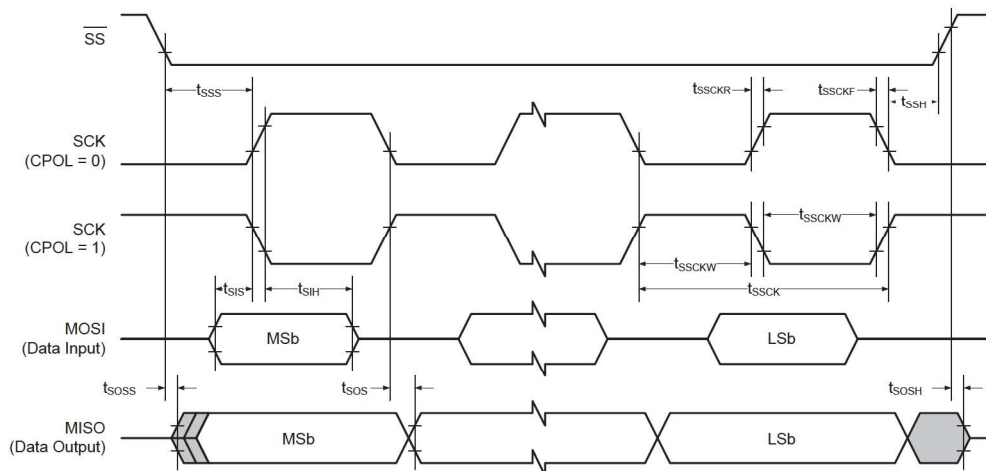 SS
tSSS
tSSCKR
tSSCKF
tSSH
SCK
(CPOL = 0)
SCK
(CPOL = 1)
tSSCKW
tSSCKW
tSSCK
tSIS
tSIH
MOSI
(Data Input)
MSb
LSb
tSOSS
tSOS
tSOSH
MISO
(Data Output)
MSb
LSb